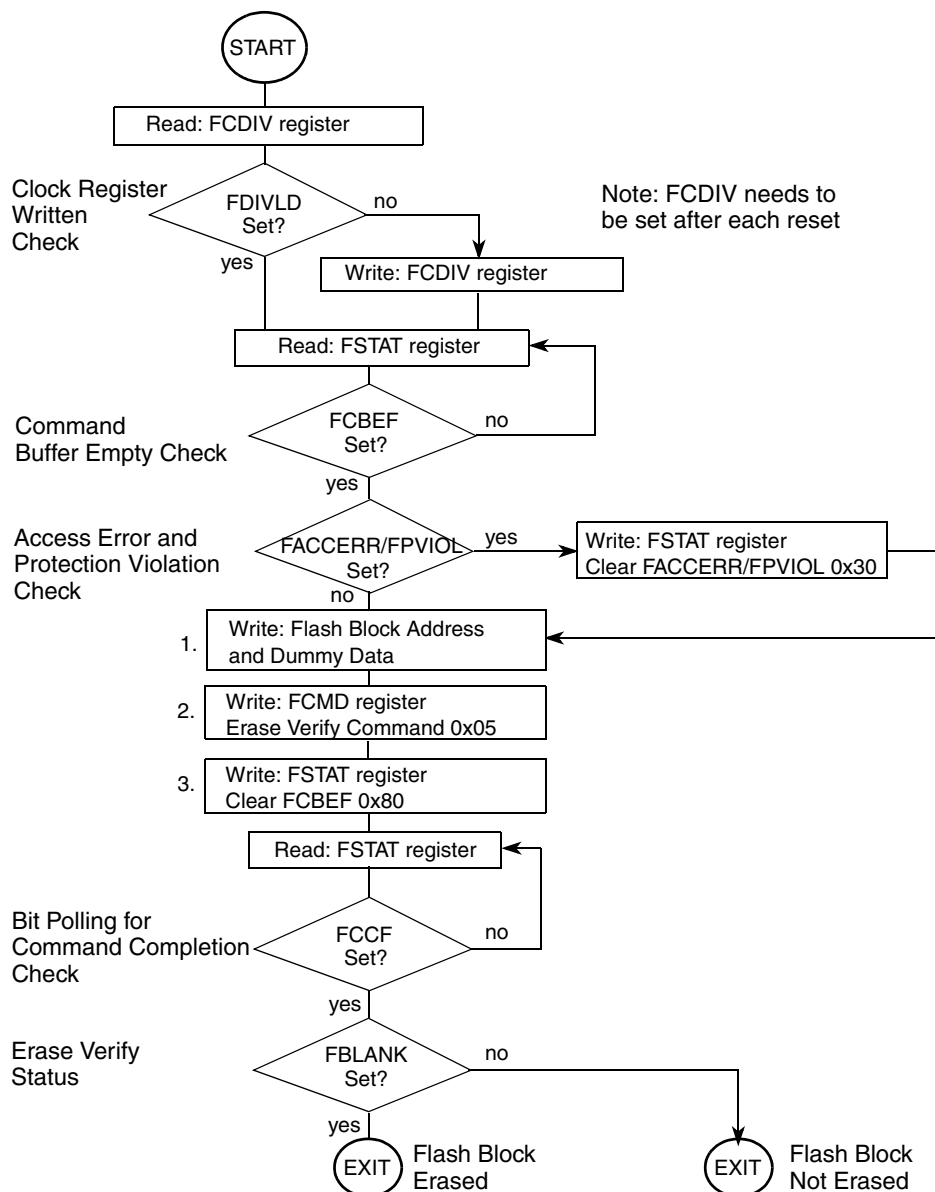 START
Read: FCDIV register
Clock Register
Written
Check
FDIVLD
Set?
no
yes
Note: FCDIV needs to
be set after each reset
Write: FCDIV register
Read: FSTAT register
Command
Buffer Empty Check
FCBEF
Set?
no
yes
Access Error and
Protection Violation
Check
FACCERR/FPVIOL
Set?
yes
no
Write: FSTAT register
Clear FACCERR/FPVIOL 0x30
1.
Write: Flash Block Address
and Dummy Data
2.
Write: FCMD register
Erase Verify Command 0x05
3.
Write: FSTAT register
Clear FCBEF 0x80
Read: FSTAT register
Bit Polling for
Command Completion
Check
FCCF
Set?
no
yes
Erase Verify
Status
FBLANK
Set?
no
yes
EXIT
Flash Block
Erased
EXIT
Flash Block
Not Erased